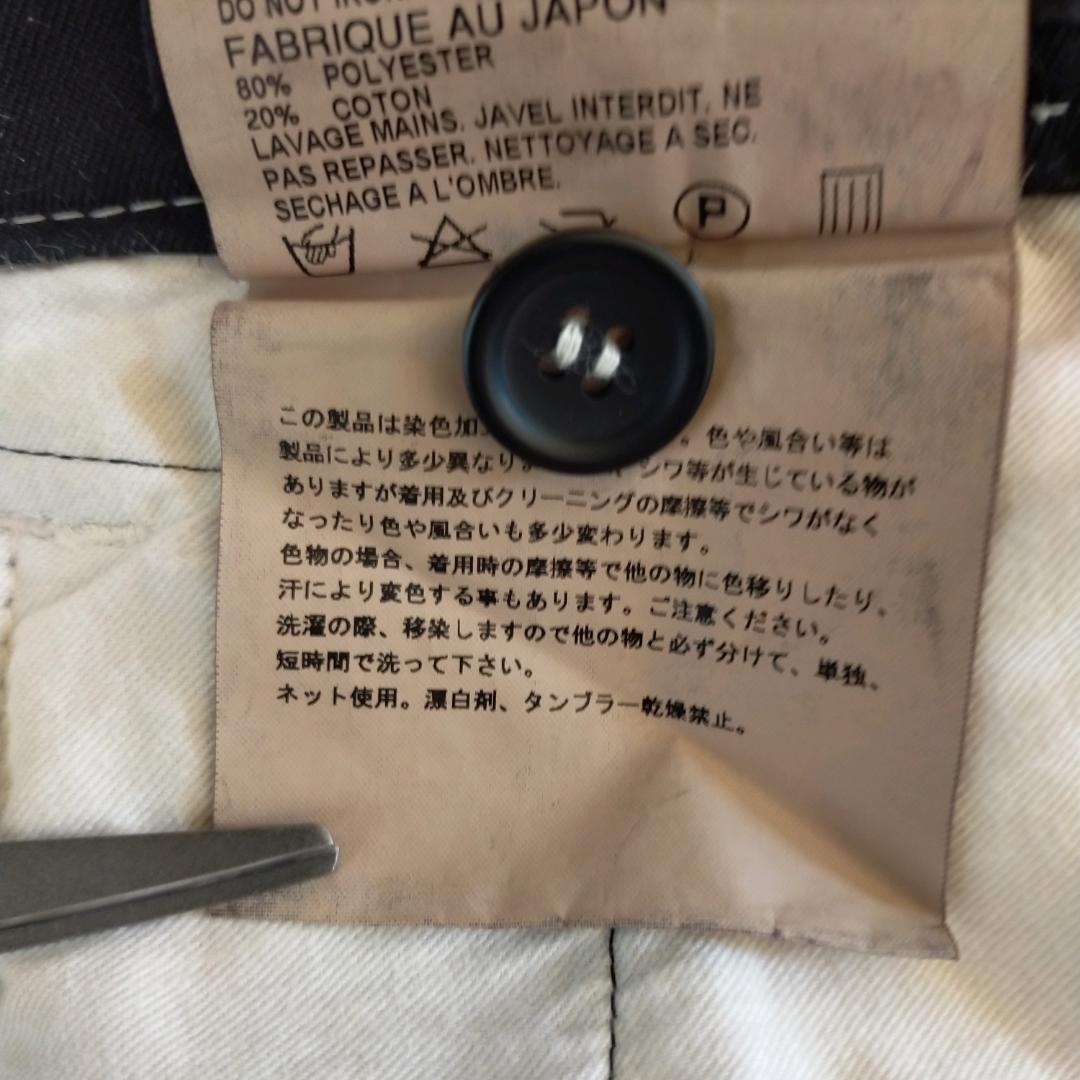 DO NOT IRON
FABRIQUE AU JAPON
80% POLYESTER
20% COTON
LAVAGE MAINS. JAVEL INTERDIT. NE
PAS REPASSER. NETTOYAGE A SEC.
SECHAGE A L'OMBRE.
P
この製品は染色加 。色や風合い等は
製品により多少異なり シワ等が生じている物が
ありますが着用及びクリーニングの摩擦等でシワがなく
なったり色や風合いも多少変わります。
色物の場合、着用時の摩擦等で他の物に色移りしたり、
汗により変色する事もあります。ご注意ください。
洗濯の際、移染しますので他の物と必ず分けて、単独、
短時間で洗って下さい。
ネット使用。漂白剤、タンブラー乾燥禁止。